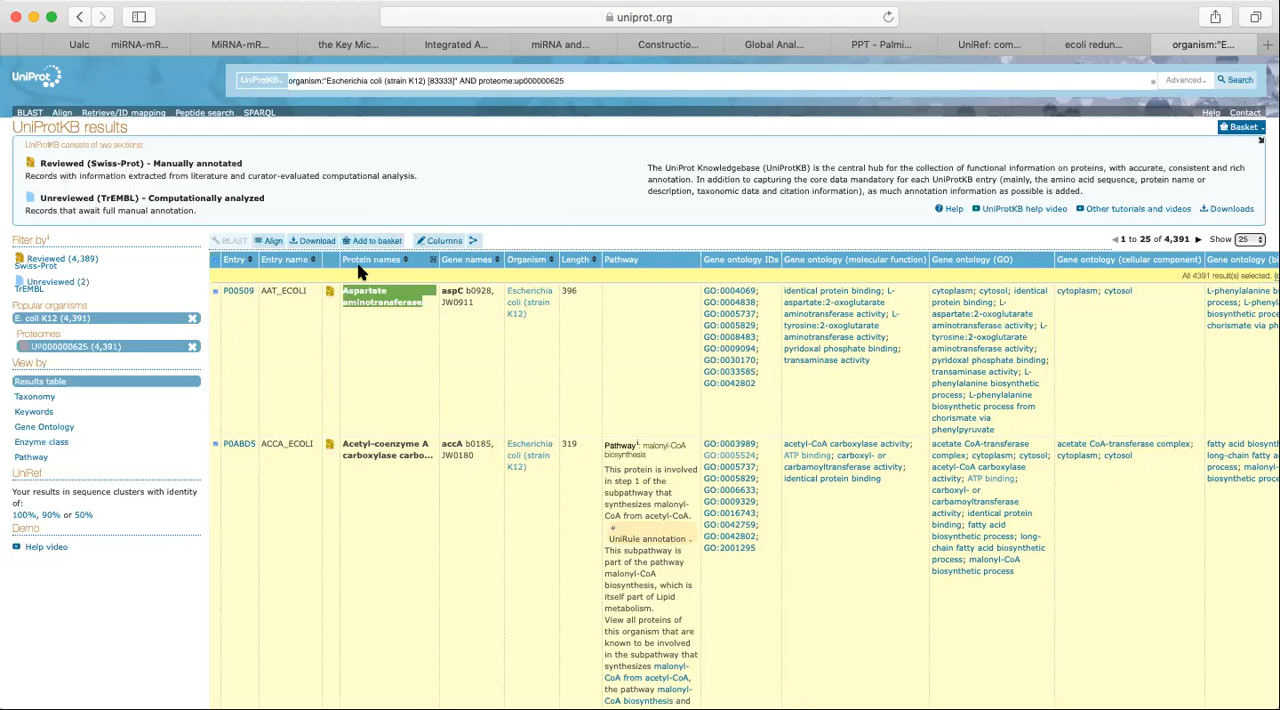 uniprot.org
Ualc
miRNA-mR...
MiRNA-mR...
the Key Mic...
Integrated A...
miRNA and...
Constructio...
Global Anal...
PPT - Palmi...
UniRef: com...
ecoli redun...
organism:"E...
UniProt
UniProtKB
organism:"Escherichia coli (strain K12) [83333]" AND proteome:up000000625
Advanced
Search
BLAST Align Retrieve/ID mapping Peptide search SPARQL
Help Contact
UniProtKB results
Basket
UniProtKB consists of two sections:
Reviewed (Swiss-Prot) - Manually annotated
Records with information extracted from literature and curator-evaluated computational analysis.
Unreviewed (TrEMBL) - Computationally analyzed
Records that await full manual annotation.
The UniProt Knowledgebase (UniProtKB) is the central hub for the collection of functional information on proteins, with accurate, consistent and rich
annotation. In addition to capturing the core data mandatory for each UniProtKB entry (mainly, the amino acid sequence, protein name or
description, taxonomic data and citation information), as much annotation information as possible is added.
Help UniProtKB help video Other tutorials and videos Downloads
Filter by
Reviewed (4,389)
Swiss-Prot
Unreviewed (2)
TrEMBL
Popular organisms
E. coli K12 (4,391)
Proteomes
UP000000625 (4,391)
View by
Results table
Taxonomy
Keywords
Gene Ontology
Enzyme class
Pathway
UniRef
Your results in sequence clusters with identity
of:
100%, 90% or 50%
Demo
Help video
BLAST Align Download Add to basket Columns
1 to 25 of 4,391 Show 25
Entry Entry name Protein names Gene names Organism Length Pathway Gene ontology IDs Gene ontology (molecular function) Gene ontology (GO) Gene ontology (cellular component) Gene ontology (bi
All 4391 result(s) selected. (
P00509
AAT_ECOLI
Aspartate
aminotransferase
aspC b0928,
JW0911
Escherichia
coli (strain
K12)
396
GO:0004069;
GO:0004838;
GO:0005737;
GO:0005829;
GO:0008483;
GO:0009094;
GO:0030170;
GO:0033585;
GO:0042802
identical protein binding; L-
aspartate:2-oxoglutarate
aminotransferase activity; L-
tyrosine:2-oxoglutarate
aminotransferase activity;
pyridoxal phosphate binding;
transaminase activity
cytoplasm; cytosol; identical
protein binding; L-
aspartate:2-oxoglutarate
aminotransferase activity; L-
tyrosine:2-oxoglutarate
aminotransferase activity;
pyridoxal phosphate binding;
transaminase activity; L-
phenylalanine biosynthetic
process; L-phenylalanine
biosynthetic process from
chorismate via
phenylpyruvate
cytoplasm; cytosol
L-phenylalanine b
process; L-pheny
biosynthetic proce
chorismate via ph
P0ABD5
ACCA_ECOLI
Acetyl-coenzyme A
carboxylase carbo...
accA b0185,
JW0180
Escherichia
coli (strain
K12)
319
Pathway: malonyl-CoA
biosynthesis
This protein is involved
in step 1 of the
subpathway that
synthesizes malonyl-
CoA from acetyl-CoA.
#
UniRule annotation
This subpathway is
part of the pathway
malonyl-CoA
biosynthesis, which is
itself part of Lipid
metabolism.
View all proteins of
this organism that are
known to be involved
in the subpathway that
synthesizes malonyl-
CoA from acetyl-CoA,
the pathway malonyl-
CoA biosynthesis and
GO:0003989;
GO:0005524;
GO:0005737;
GO:0005829;
GO:0006633;
GO:0009329;
GO:0016743;
GO:0042759;
GO:0042802;
GO:2001295
acetyl-CoA carboxylase activity;
ATP binding; carboxyl- or
carbamoyltransferase activity;
identical protein binding
acetate CoA-transferase
complex; cytoplasm; cytosol;
acetyl-CoA carboxylase
activity; ATP binding;
carboxyl- or
carbamoyltransferase
activity; identical protein
binding; fatty acid
biosynthetic process; long-
chain fatty acid biosynthetic
process; malonyl-CoA
biosynthetic process
acetate CoA-transferase complex;
cytoplasm; cytosol
fatty acid biosynth
long-chain fatty a
biosynthetic proce
malonyl-CoA bios
process